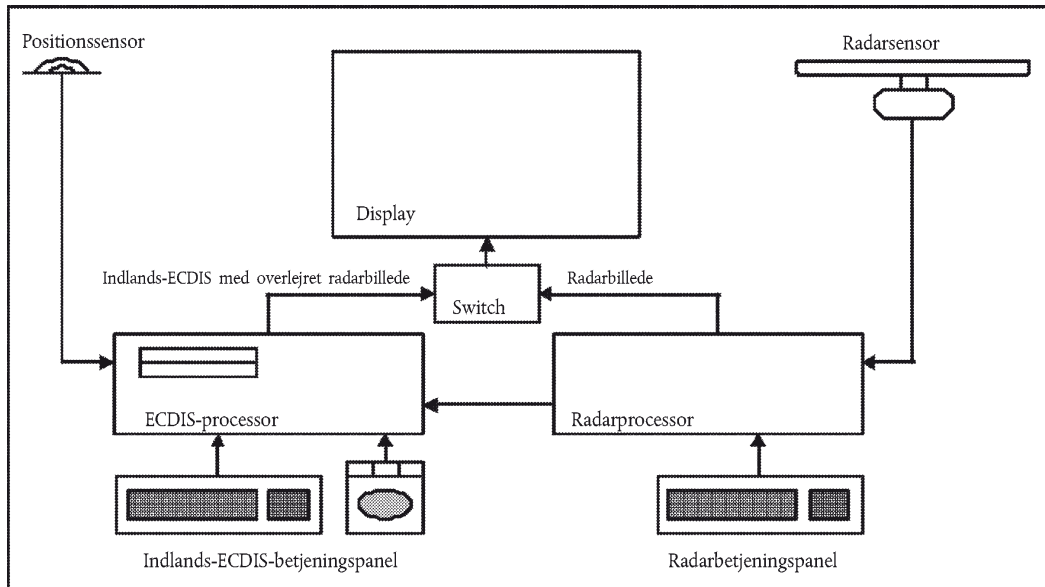 Positionssensor
Radarsensor
Display
Indlands-ECDIS med overlejret radarbillede
Radarbillede
Switch
ECDIS-processor
Radarprocessor
Indlands-ECDIS-betjeningspanel
Radarbetjeningspanel